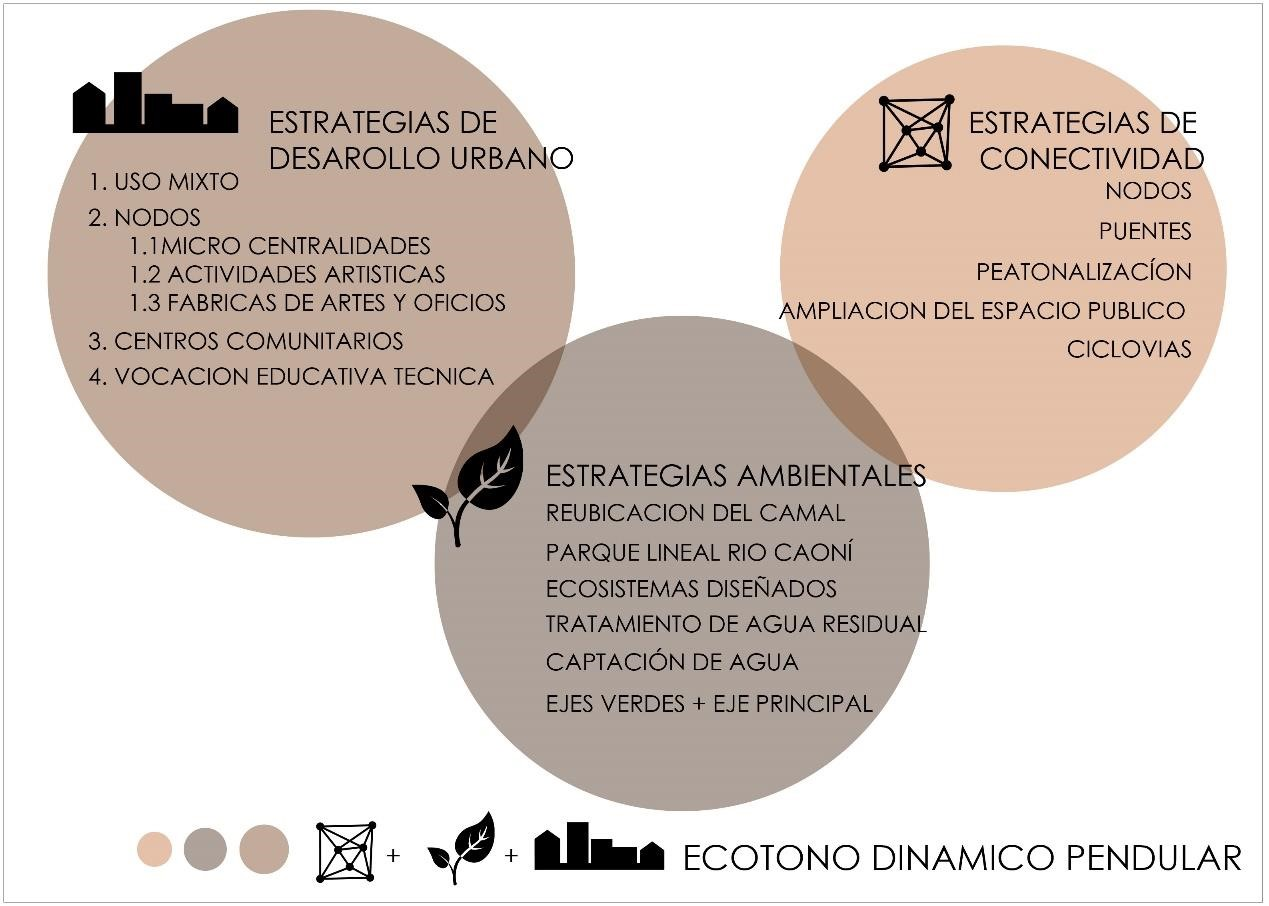 ESTRATEGIAS DE
DESAROLLO URBANO
1. USO MIXTO
2. NODOS
1.1MICRO CENTRALIDADES
1.2 ACTIVIDADES ARTISTICAS
1.3 FABRICAS DE ARTES Y OFICIOS
3. CENTROS COMUNITARIOS
4. VOCACION EDUCATIVA TECNICA
ESTRATEGIAS DE
CONECTIVIDAD
NODOS
PUENTES
PEATONALIZACÍON
AMPLIACION DEL ESPACIO PUBLICO
CICLOVIAS
ESTRATEGIAS AMBIENTALES
REUBICACION DEL CAMAL
PARQUE LINEAL RIO CAONÍ
ECOSISTEMAS DISEÑADOS
TRATAMIENTO DE AGUA RESIDUAL
CAPTACIÓN DE AGUA
EJES VERDES + EJE PRINCIPAL
+ + ECOTONO DINAMICO PENDULAR